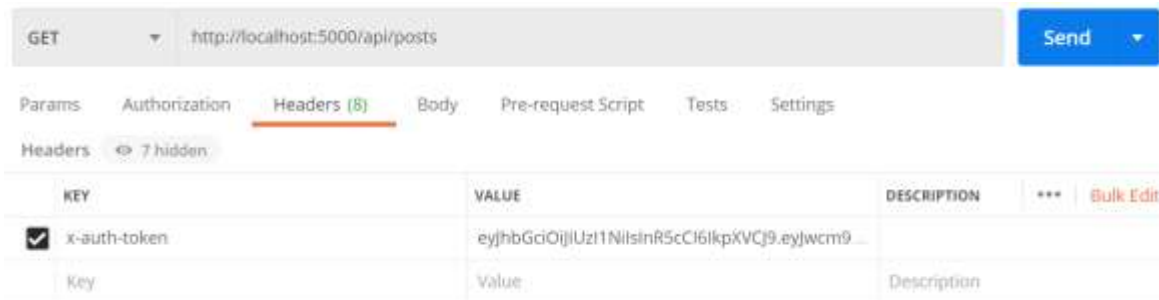 GET http://localhost:5000/api/posts Send
Params Authorization Headers (8) Body Pre-request Script Tests Settings
Headers 7 hidden
KEY VALUE DESCRIPTION ••• Bulk Edit
x-auth-token eyJhbGciOiJIUzI1NiIsInR5cCI6IkpXVCJ9.eyJwcm9 ...
Key Value Description